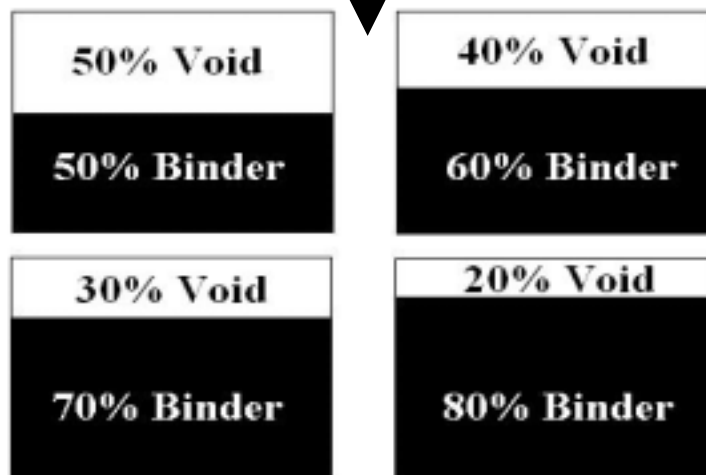 50% Void
40% Void
50% Binder
60% Binder
30% Void
20% Void
70% Binder
80% Binder